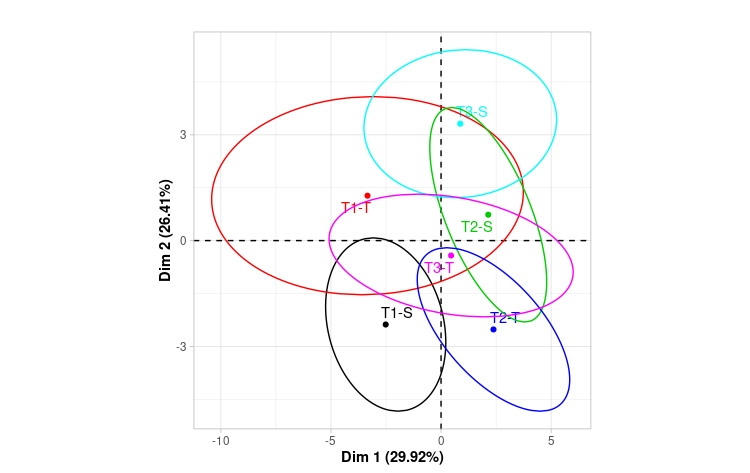 T3-S
3
T1-T
T2-S
Dim 2 (26.41%)
0
T3-T
T1-S
T2-T
-3
-10
-5
0
5
Dim 1 (29.92%)